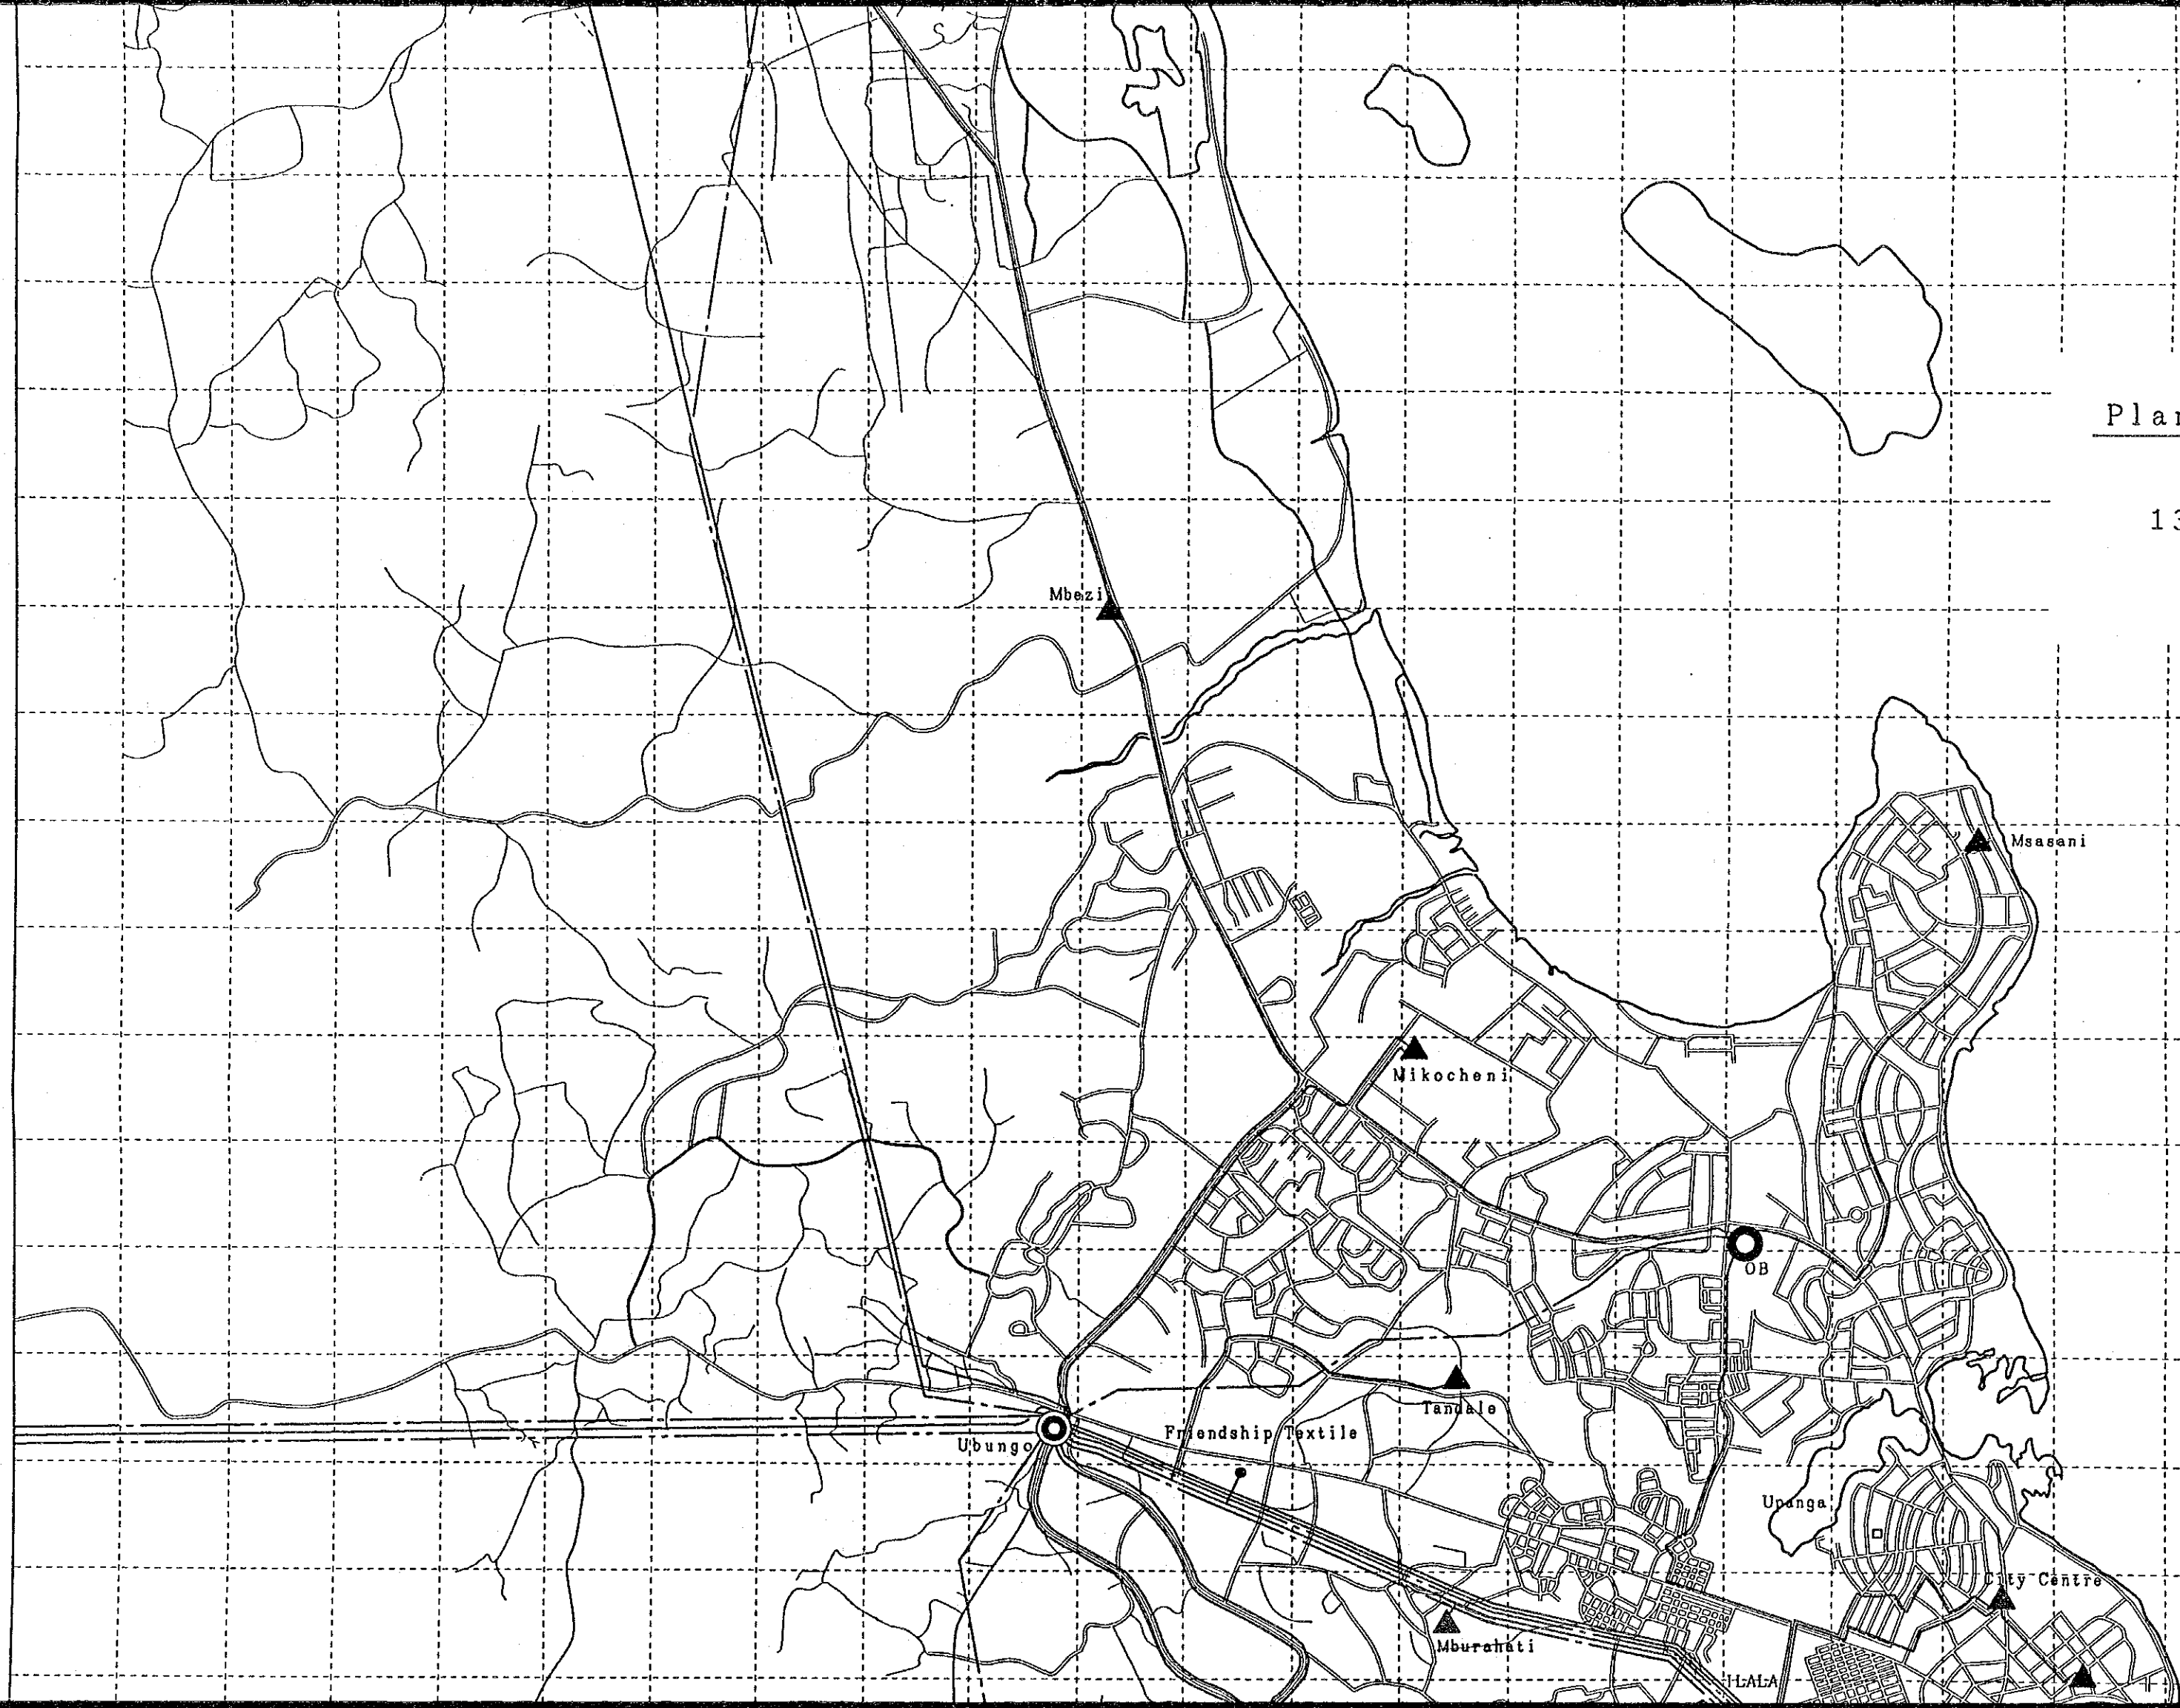 Plan
13
Mbezi
Msasani
Mikocheni
OB
Tandale
Friendship Textile
Ubungo
Upanga
City Centre
Mburahati
ILALA